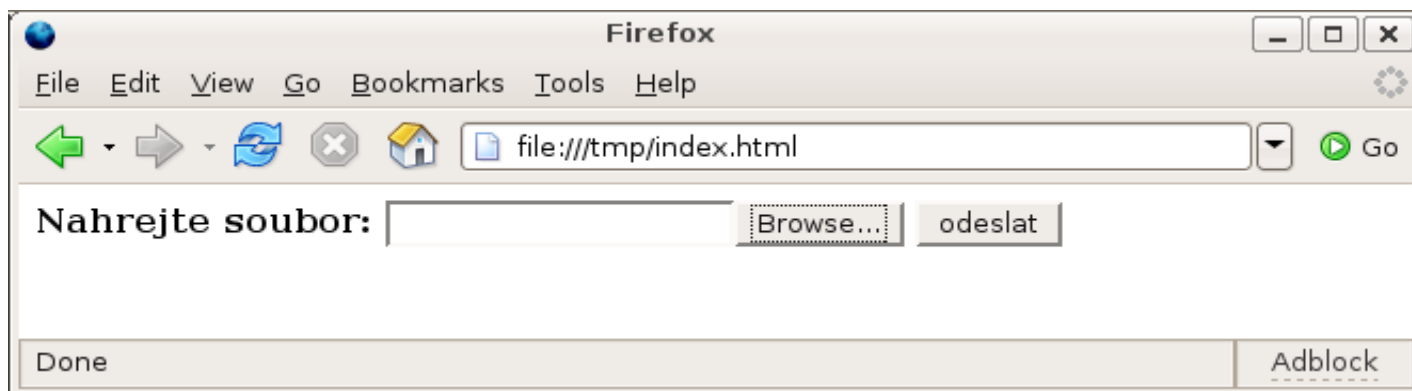 Firefox
File Edit View Go Bookmarks Tools Help
file:///tmp/index.html Go
Nahrejte soubor: Browse... odeslat
Done Adblock